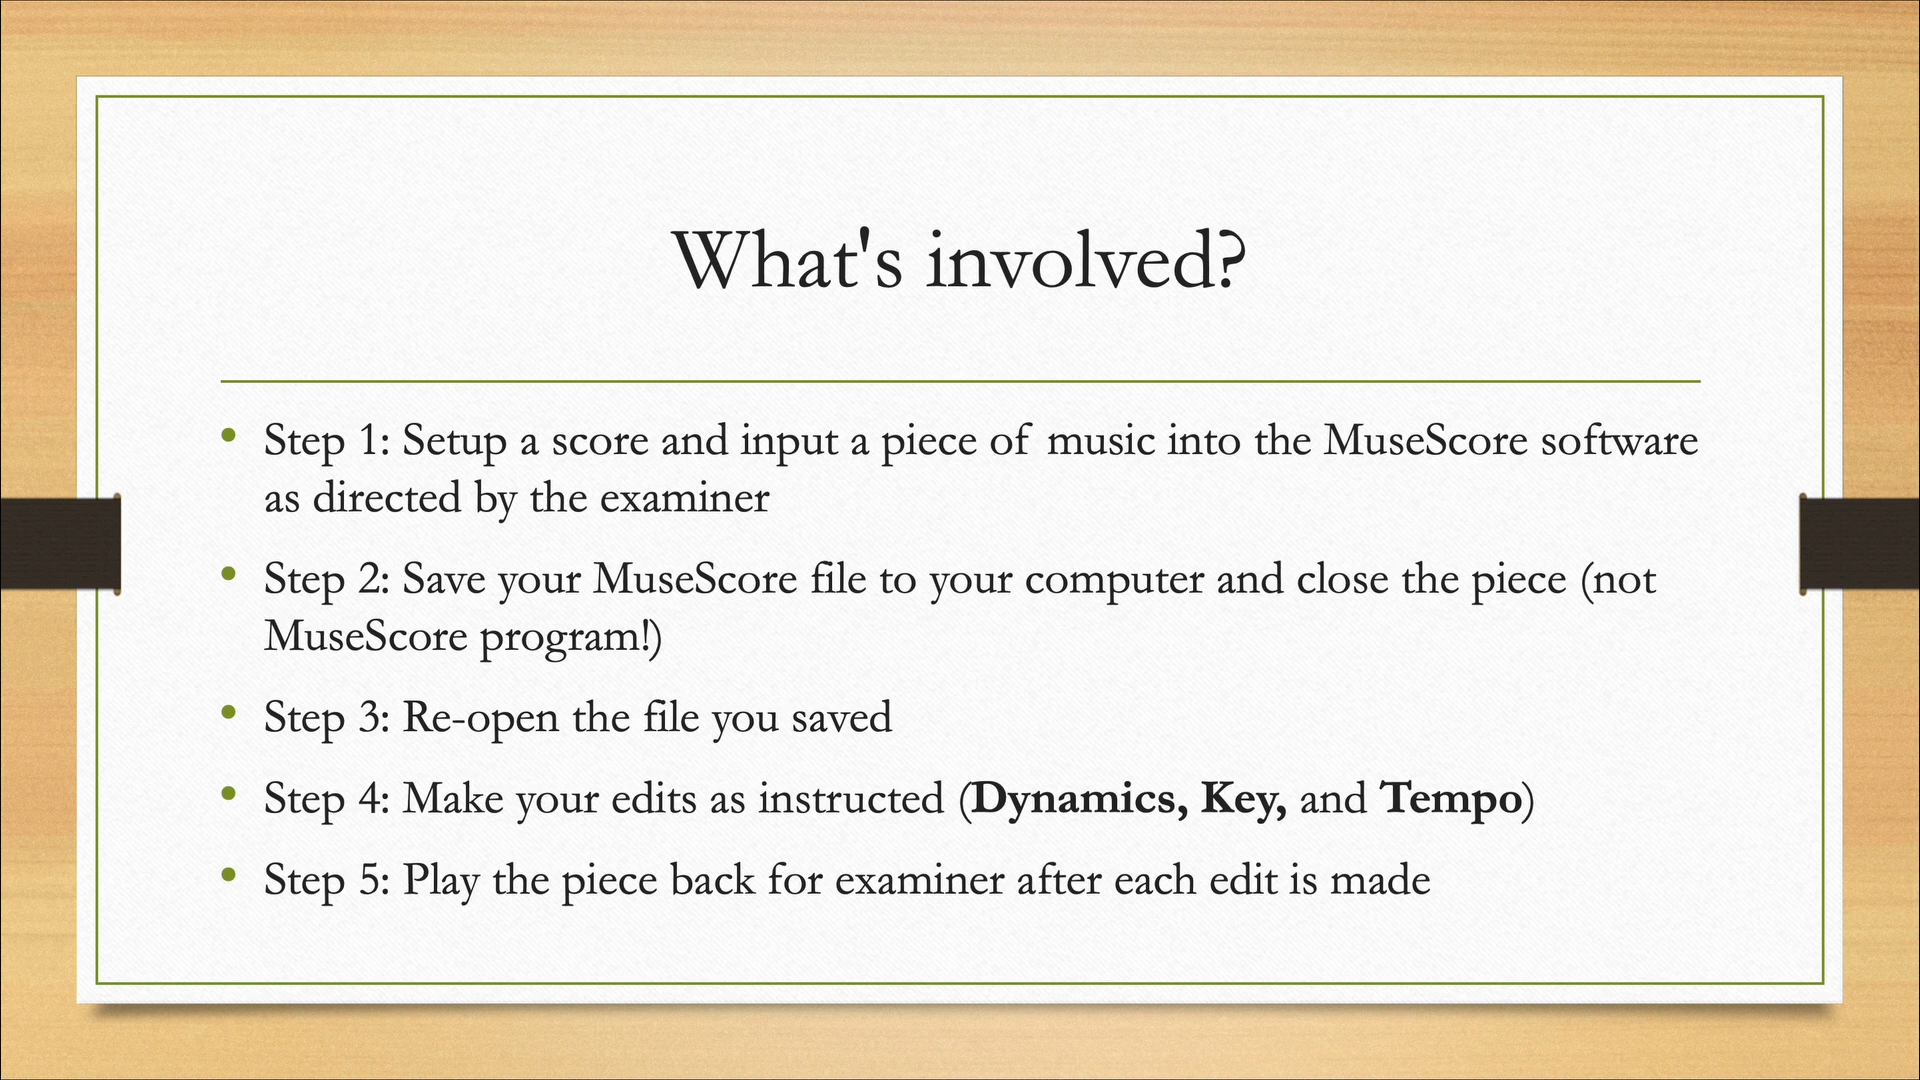 What's involved?
• Step 1: Setup a score and input a piece of music into the MuseScore software
as directed by the examiner
• Step 2: Save your MuseScore file to your computer and close the piece (not
MuseScore program!)
• Step 3: Re-open the file you saved
• Step 4: Make your edits as instructed (Dynamics, Key, and Tempo)
• Step 5: Play the piece back for examiner after each edit is made